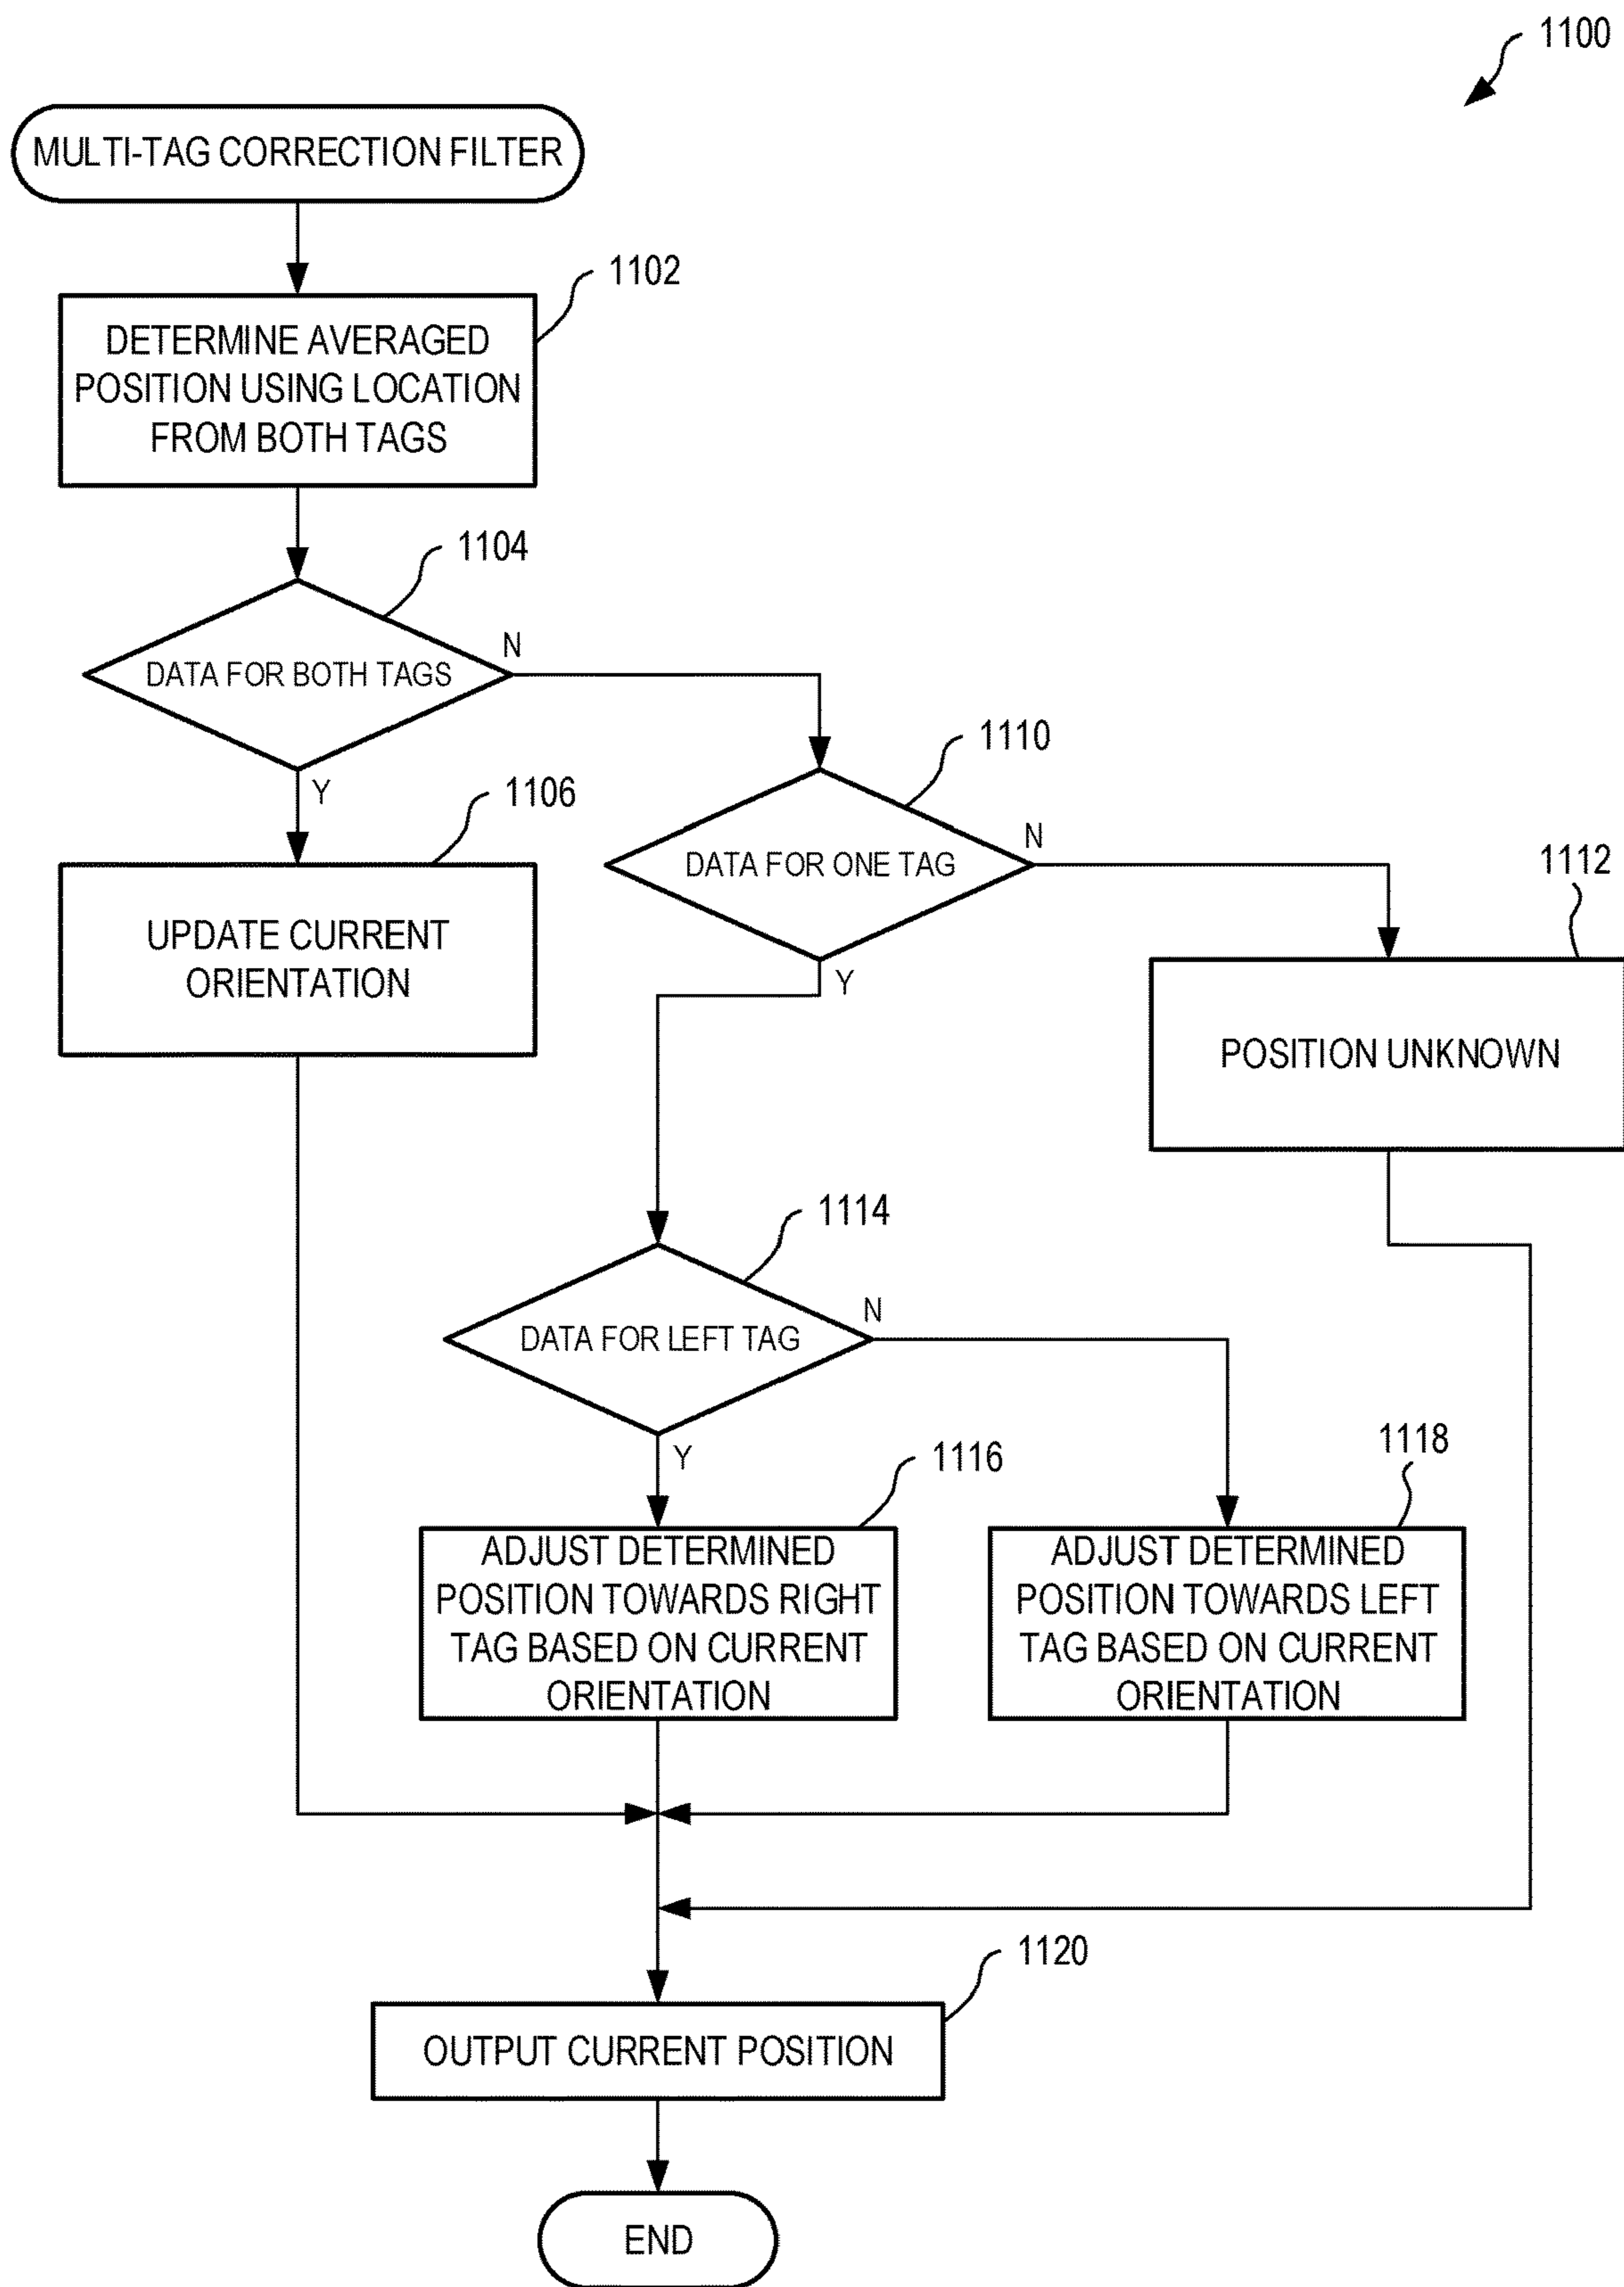 1100
MULTI-TAG CORRECTION FILTER
1102
DETERMINE AVERAGED
POSITION USING LOCATION
FROM BOTH TAGS
1104
DATA FOR BOTH TAGS
N
Y
1106
UPDATE CURRENT
ORIENTATION
1110
DATA FOR ONE TAG
N
Y
1112
POSITION UNKNOWN
1114
DATA FOR LEFT TAG
N
Y
1116
ADJUST DETERMINED
POSITION TOWARDS RIGHT
TAG BASED ON CURRENT
ORIENTATION
1118
ADJUST DETERMINED
POSITION TOWARDS LEFT
TAG BASED ON CURRENT
ORIENTATION
1120
OUTPUT CURRENT POSITION
END